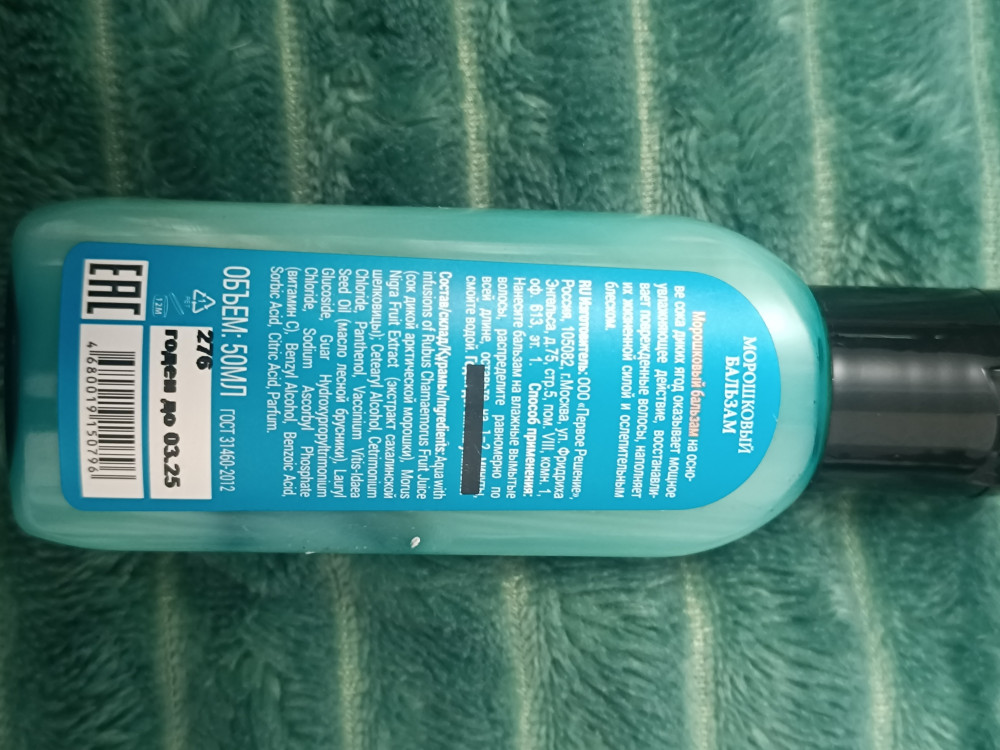 МОРОШКОВЫЙ
БАЛЬЗАМ
Морошковый бальзам на осно-
ве сока диких ягод оказывает мощное
увлажняющее действие, восстанавли-
вает поврежденные волосы, наполняет
их жизненной силой и ослепительным
блеском.
RU Изготовитель: ООО «Первое Решение»,
Россия, 105082, г.Москва, ул. Фридриха
Энгельса, д.75, стр.5, пом. VIII, комн. 1,
оф. 613, эт. 1. Способ применения:
Нанесите бальзам на влажные вымытые
волосы, распределите равномерно по
всей длине, на 1–2
смойте водой.
Состав/склад/Құрамы/Ingredients: Aqua with
infusions of Rubus Chamaemorus Fruit Juice
(сок дикой арктической морошки), Morus
Nigra Fruit Extract (экстракт сахалинской
шелковицы); Cetearyl Alcohol, Cetrimonium
Chloride, Panthenol, Vaccinium Vitis-Idaea
Seed Oil (масло лесной брусники), Lauryl
Glucoside, Guar Hydroxypropyltrimonium
Chloride, Sodium Ascorbyl Phosphate
(витамин С), Benzyl Alcohol, Benzoic Acid,
Sorbic Acid, Citric Acid, Parfum.
ОБЪЕМ: 50МЛ ГОСТ 31460-2012
21
PET
12M
276
годен до 03.25
EAC
4680019150796